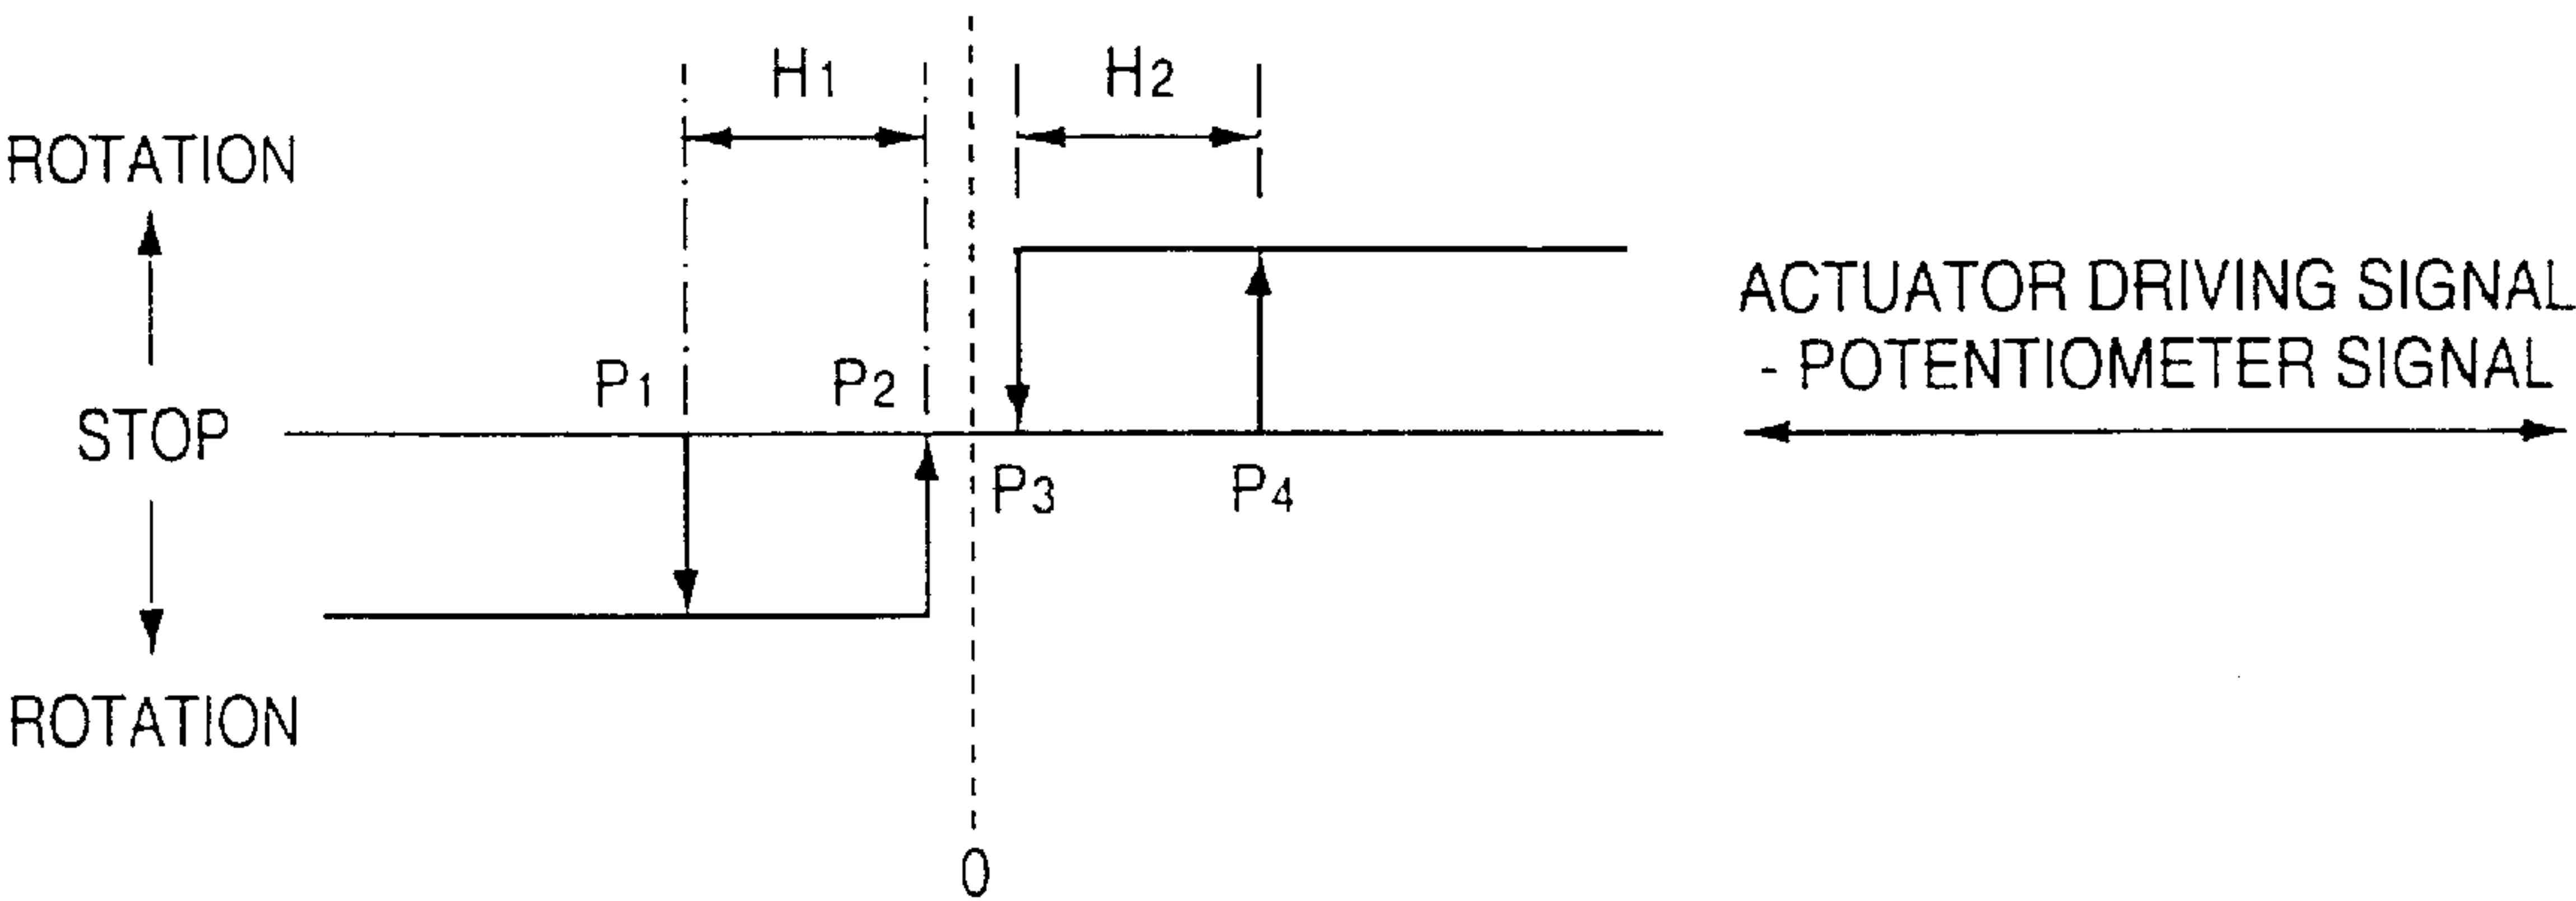 H1
H2
ROTATION
ACTUATOR DRIVING SIGNAL
- POTENTIOMETER SIGNAL
P1
P2
STOP
P3
P4
ROTATION
0